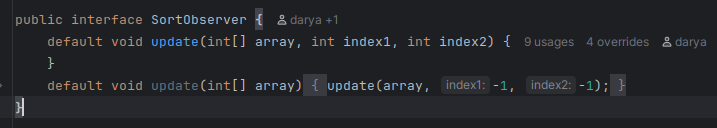 public interface SortObserver { darya +1
default void update(int[] array, int index1, int index2) { 9 usages 4 overrides darya
}
default void update(int[] array) { update(array, index1: -1, index2: -1); }
}